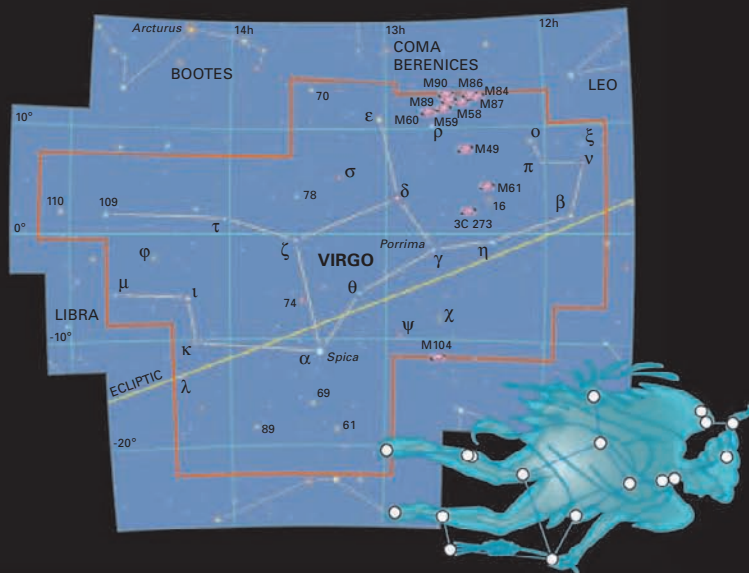 14h
13h
12h
Arcturus
BOOTES
COMA
BERENICES
LEO
70
M90
M86
M84
M89
M87
M58
M60
M59
10°
ε
ρ
ο
ξ
M49
π
ν
σ
M61
78
δ
16
β
110
109
3C 273
τ
0°
Porrima
ζ
VIRGO
γ
η
φ
θ
μ
ι
74
χ
LIBRA
ψ
-10°
κ
M104
α
Spica
ECLIPTIC
λ
69
89
61
-20°